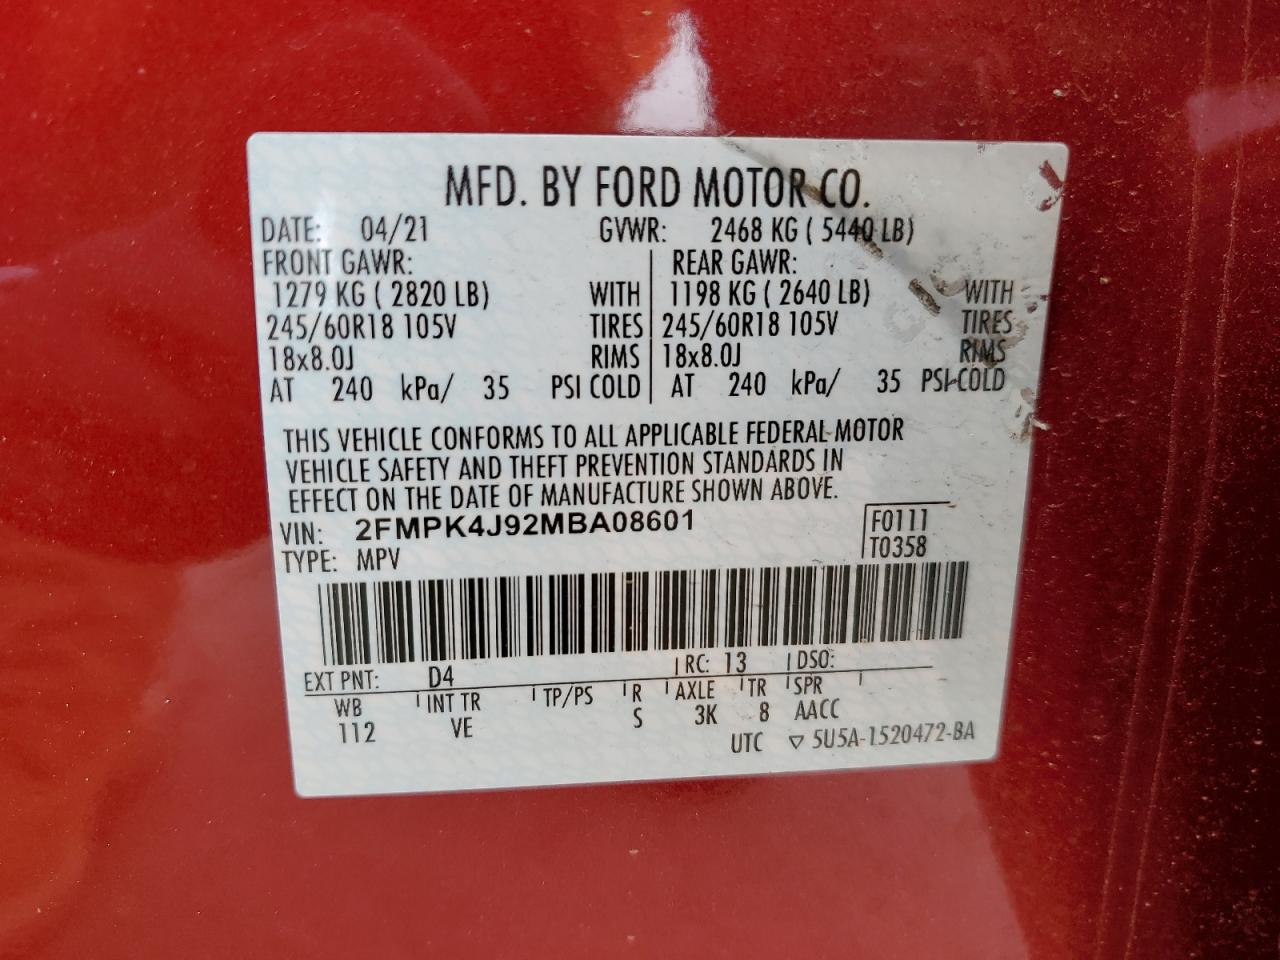 MFD. BY FORD MOTOR CO.
DATE: 04/21 GVWR: 2468 KG ( 5440 LB)
FRONT GAWR: REAR GAWR:
1279 KG ( 2820 LB) WITH 1198 KG ( 2640 LB) WITH
245/60R18 105V TIRES 245/60R18 105V TIRES
18x8.0J RIMS 18x8.0J RIMS
AT 240 kPa/ 35 PSI COLD AT 240 kPa/ 35 PSI COLD
THIS VEHICLE CONFORMS TO ALL APPLICABLE FEDERAL MOTOR
VEHICLE SAFETY AND THEFT PREVENTION STANDARDS IN
EFFECT ON THE DATE OF MANUFACTURE SHOWN ABOVE.
VIN: 2FMPK4J92MBA08601 F0111
TYPE: MPV T0358
EXT PNT: D4 RC: 13 DSO:
WB INT TR TP/PS R AXLE TR SPR
112 VE S 3K 8 AACC
UTC ▽ 5U5A-1520472-BA